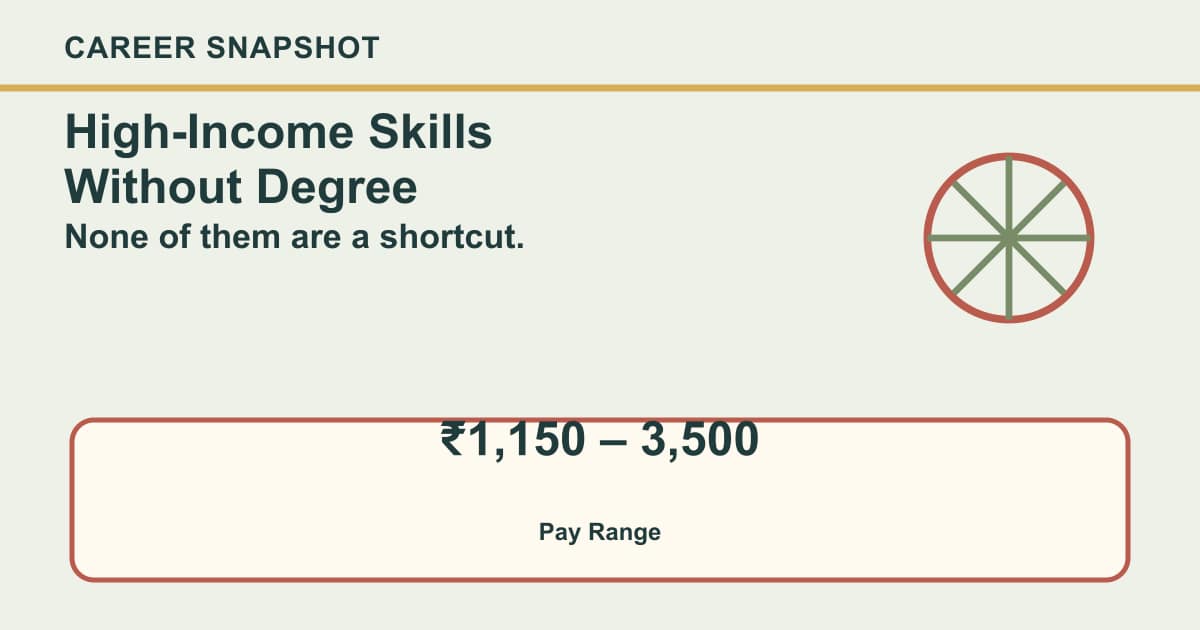 CAREER SNAPSHOT
High-Income Skills
Without Degree
None of them are a shortcut.
₹1,150 – 3,500
Pay Range